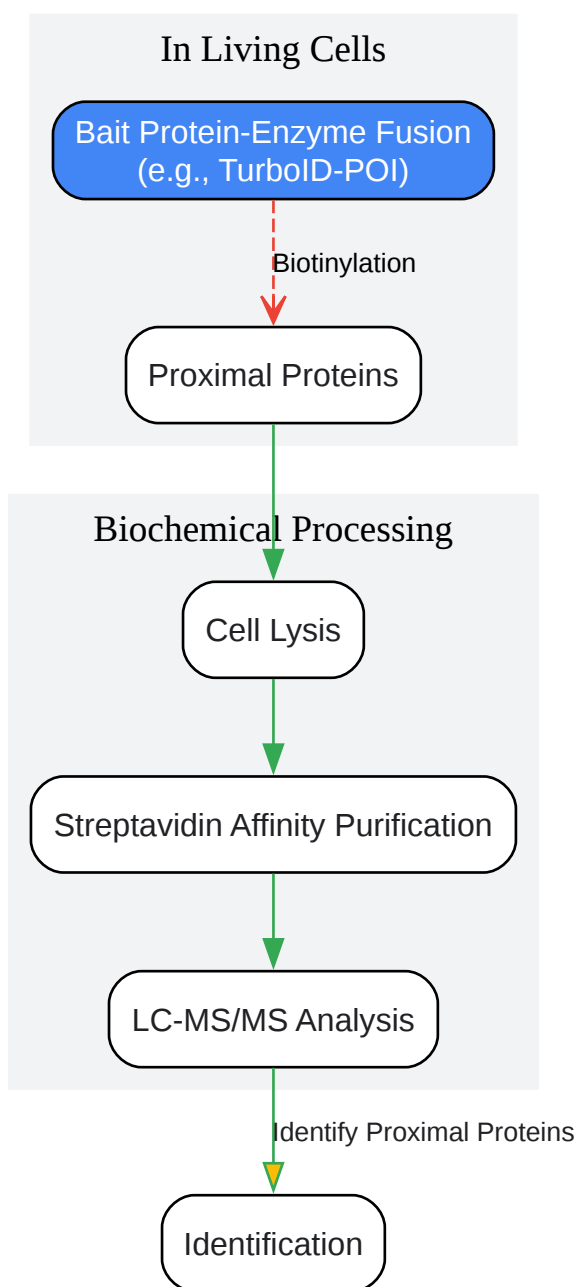 In Living Cells
Bait Protein-Enzyme Fusion
(e.g., TurboID-POI)
Biotinylation
Proximal Proteins
Biochemical Processing
Cell Lysis
Streptavidin Affinity Purification
LC-MS/MS Analysis
Identify Proximal Proteins
Identification